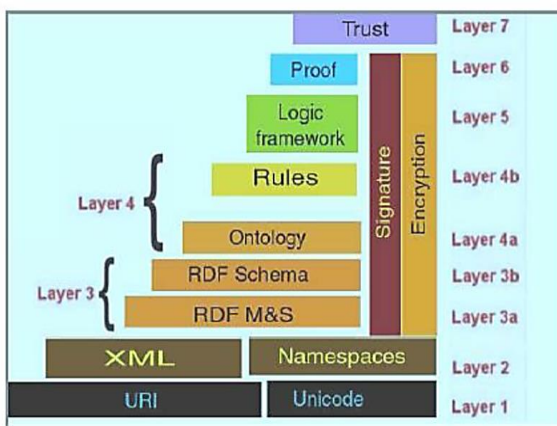 Trust
Layer 7
Proof
Layer 6
Logic
framework
Layer 5
Rules
Layer 4b
Layer 4
Signature
Encryption
Ontology
Layer 4a
RDF Schema
Layer 3b
Layer 3
RDF M&S
Layer 3a
XML
Namespaces
Layer 2
URI
Unicode
Layer 1